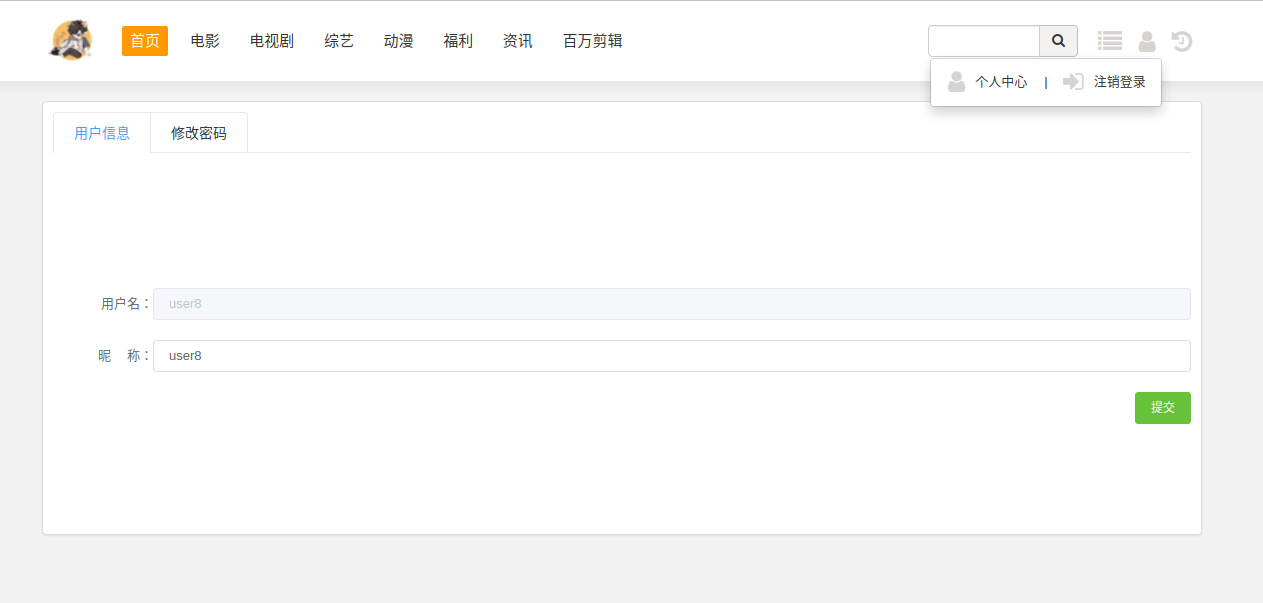 首页 电影 电视剧 综艺 动漫 福利 资讯 百万剪辑
个人中心 | 注销登录
用户信息 修改密码
用户名： user8
昵 称： user8
提交